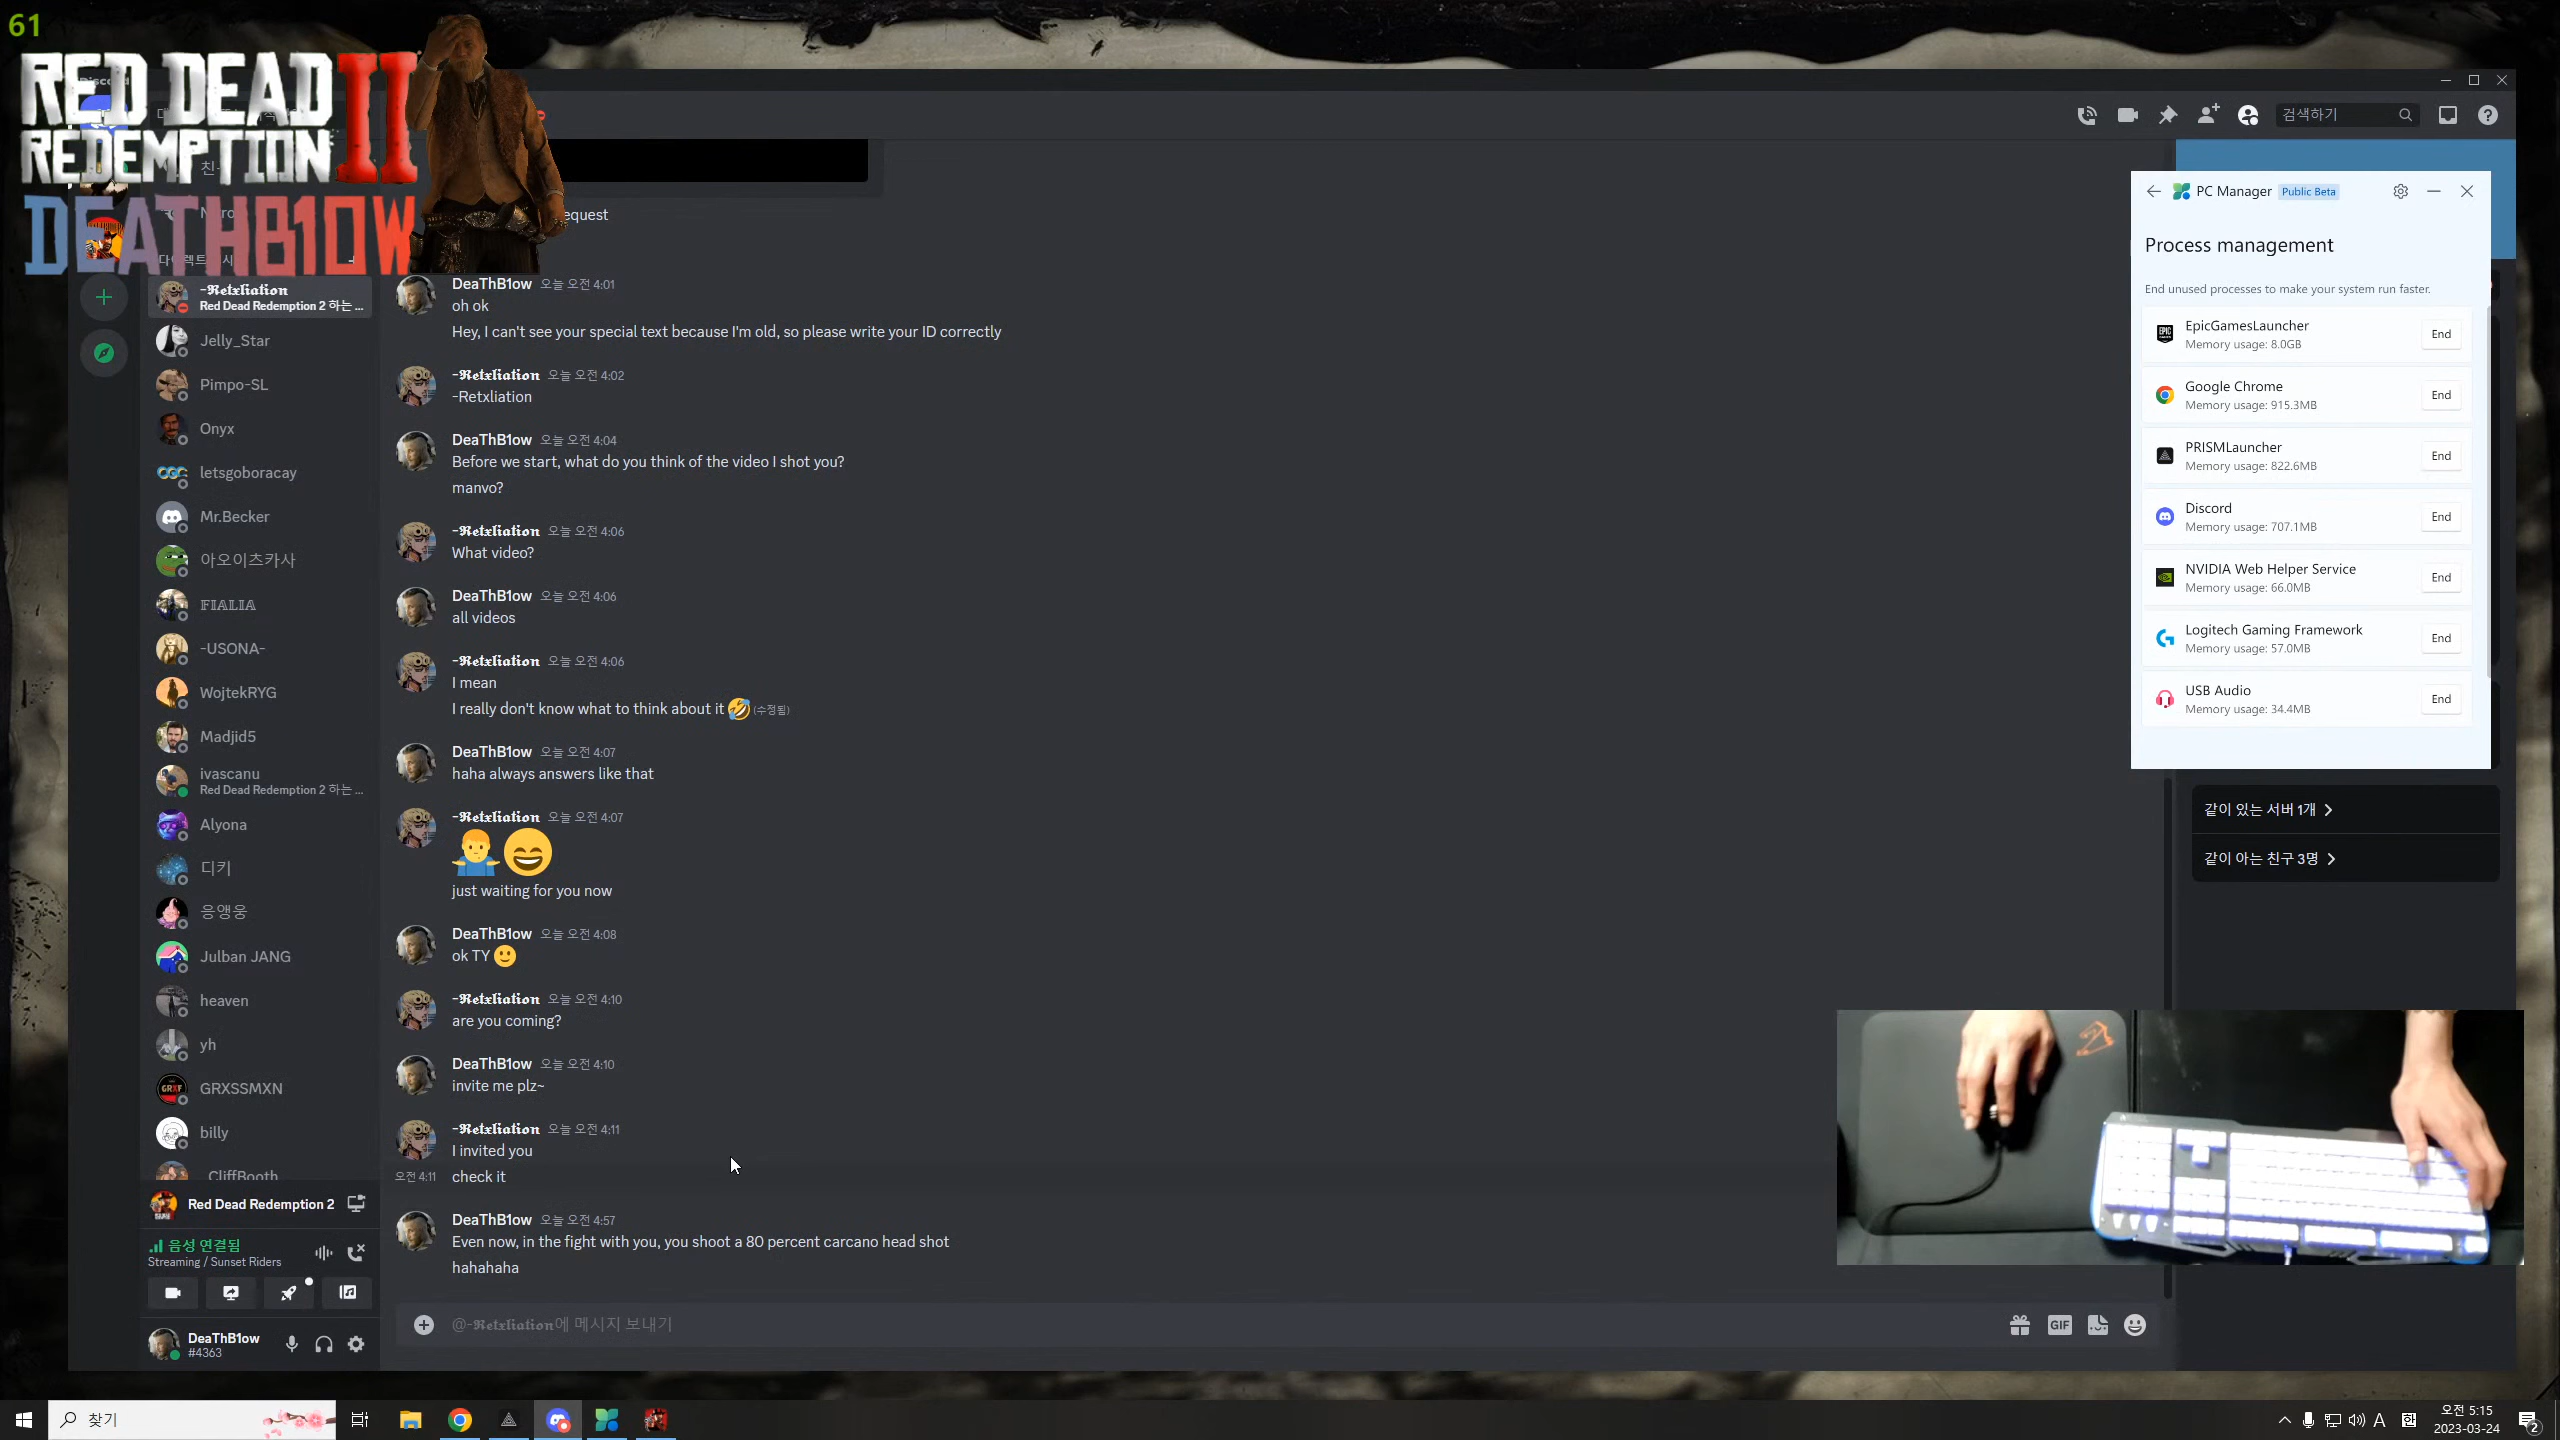 61
RED DEAD
REDEMPTION II
DEATHB10W
Discord
검색하기
equest
-𝕽𝖊𝖙𝖝𝖑𝖎𝖆𝖙𝖎𝖔𝖓
Red Dead Redemption 2 하는 ...
Jelly_Star
Pimpo-SL
Onyx
letsgoboracay
Mr.Becker
아오이츠카사
𝔽𝕀𝔸𝕃𝕀𝔸
-USONA-
WojtekRYG
Madjid5
ivascanu
Red Dead Redemption 2 하는 ...
Alyona
디키
응앵웅
Julban JANG
heaven
yh
GRXSSMXN
billy
_CliffBooth
Red Dead Redemption 2
음성 연결됨
Streaming / Sunset Riders
DeaThB1ow
#4363
DeaThB1ow 오늘 오전 4:01
oh ok
Hey, I can't see your special text because I'm old, so please write your ID correctly
-𝕽𝖊𝖙𝖝𝖑𝖎𝖆𝖙𝖎𝖔𝖓 오늘 오전 4:02
-Retxliation
DeaThB1ow 오늘 오전 4:04
Before we start, what do you think of the video I shot you?
manvo?
-𝕽𝖊𝖙𝖝𝖑𝖎𝖆𝖙𝖎𝖔𝖓 오늘 오전 4:06
What video?
DeaThB1ow 오늘 오전 4:06
all videos
-𝕽𝖊𝖙𝖝𝖑𝖎𝖆𝖙𝖎𝖔𝖓 오늘 오전 4:06
I mean
I really don't know what to think about it 🤣 (수정됨)
DeaThB1ow 오늘 오전 4:07
haha always answers like that
-𝕽𝖊𝖙𝖝𝖑𝖎𝖆𝖙𝖎𝖔𝖓 오늘 오전 4:07
🤷‍♂️😄
just waiting for you now
DeaThB1ow 오늘 오전 4:08
ok TY 🙂
-𝕽𝖊𝖙𝖝𝖑𝖎𝖆𝖙𝖎𝖔𝖓 오늘 오전 4:10
are you coming?
DeaThB1ow 오늘 오전 4:10
invite me plz~
-𝕽𝖊𝖙𝖝𝖑𝖎𝖆𝖙𝖎𝖔𝖓 오늘 오전 4:11
I invited you
오전 4:11 check it
DeaThB1ow 오늘 오전 4:57
Even now, in the fight with you, you shoot a 80 percent carcano head shot
hahahaha
@-𝕽𝖊𝖙𝖝𝖑𝖎𝖆𝖙𝖎𝖔𝖓에 메시지 보내기
GIF
PC Manager Public Beta
Process management
End unused processes to make your system run faster.
EpicGamesLauncher
Memory usage: 8.0GB
End
Google Chrome
Memory usage: 915.3MB
End
PRISMLauncher
Memory usage: 822.6MB
End
Discord
Memory usage: 707.1MB
End
NVIDIA Web Helper Service
Memory usage: 66.0MB
End
Logitech Gaming Framework
Memory usage: 57.0MB
End
USB Audio
Memory usage: 34.4MB
End
같이 있는 서버 1개
같이 아는 친구 3명
찾기
A
한
오전 5:15
2023-03-24
2